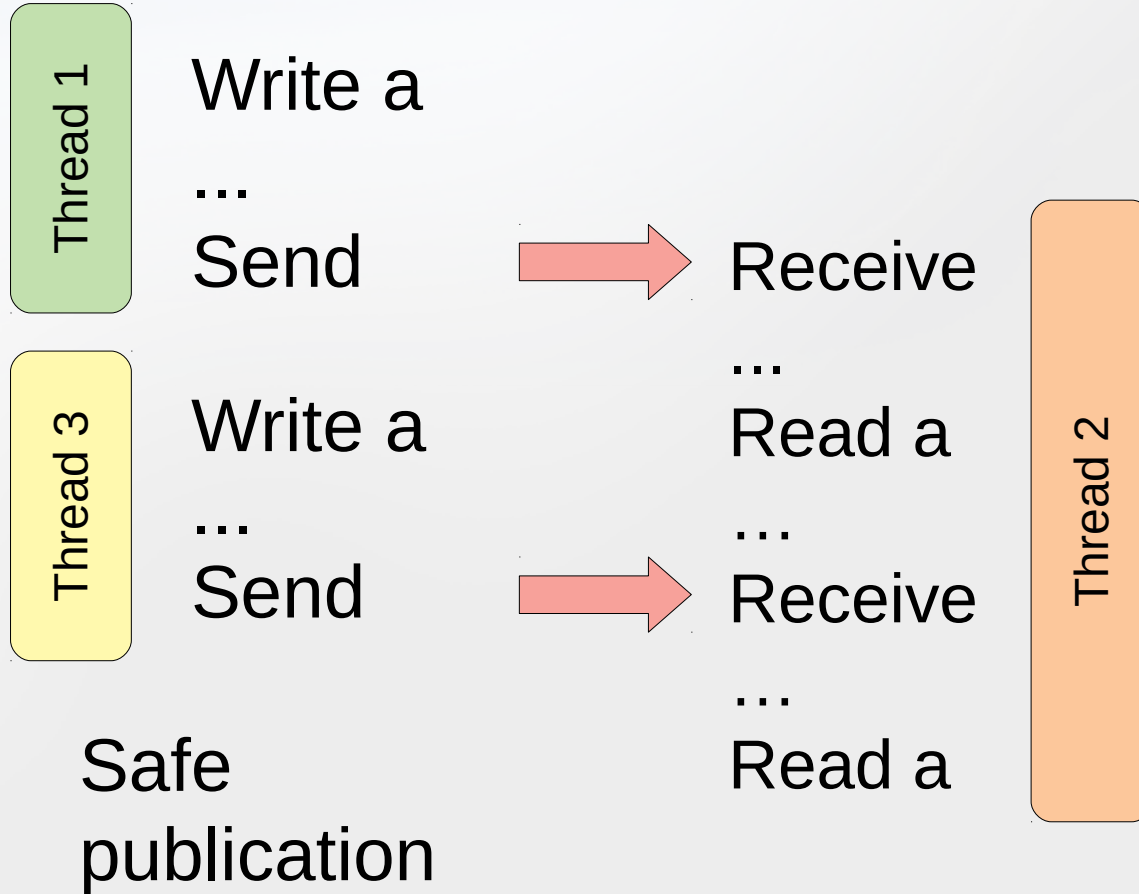 Thread 1
Write a
...
Send
Thread 3
Write a
...
Send
Receive
...
Read a
...
Receive
...
Read a
Thread 2
Safe
publication